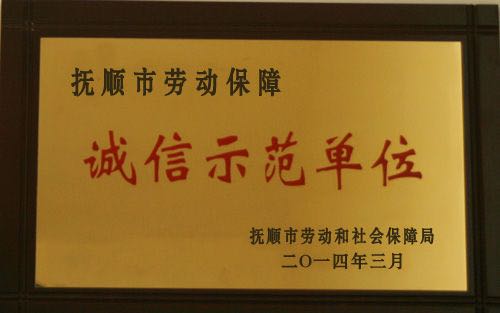 抚顺市劳动保障
诚信示范单位
抚顺市劳动和社会保障局
二O一四年三月